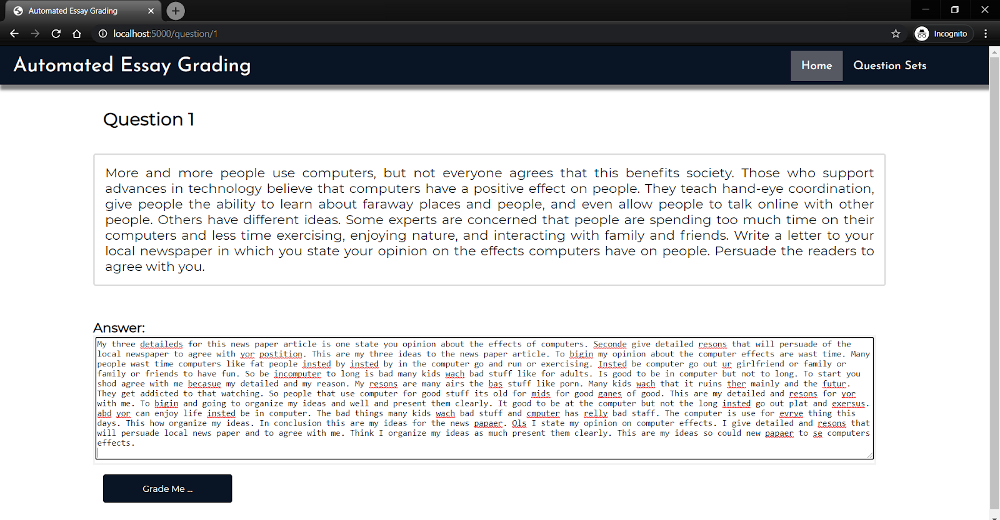 Automated Essay Grading
localhost:5000/question/1
Incognito
Automated Essay Grading
Home
Question Sets
Question 1
More and more people use computers, but not everyone agrees that this benefits society. Those who support
advances in technology believe that computers have a positive effect on people. They teach hand-eye coordination,
give people the ability to learn about faraway places and people, and even allow people to talk online with other
people. Others have different ideas. Some experts are concerned that people are spending too much time on their
computers and less time exercising, enjoying nature, and interacting with family and friends. Write a letter to your
local newspaper in which you state your opinion on the effects computers have on people. Persuade the readers to
agree with you.
Answer:
My three detaileds for this news paper article is one state you opinion about the effects of computers. Seconde give detailed resons that will persuade of the
local newspaper to agree with yor postition. This are my three ideas to the news paper article. To bigin my opinion about the computer effects are wast time. Many
people wast time computers like fat people insted by insted by in the computer go and run or exercising. Insted be computer go out ur girlfriend or family or
family or friends to have fun. So be incomputer to long is bad many kids wach bad stuff like for adults. Is good to be in computer but not to long. To start you
shod agree with me becasue my detailed and my reason. My resons are many airs the bas stuff like porn. Many kids wach that it ruins ther mainly and the futur.
They get addicted to that watching. So people that use computer for good stuff its old for mids for good ganes of good. This are my detailed and resons for yor
with me. To bigin and going to organize my ideas and well and present them clearly. It good to be at the computer but not the long insted go out plat and exersus.
abd yor can enjoy life insted be in computer. The bad things many kids wach bad stuff and cmputer has relly bad staff. The computer is use for evrye thing this
days. This how organize my ideas. In conclusion this are my ideas for the news papaer. Ols I state my opinion on computer effects. I give detailed and resons that
will persuade local news paper and to agree with me. Think I organize my ideas as much present them clearly. This are my ideas so could new papaer to se computers
effects.
Grade Me ...